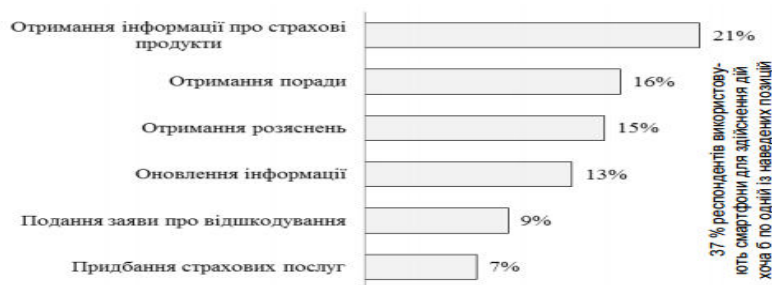 Отримання інформації про страхові
продукти
21%
Отримання поради
16%
Отримання розяснень
15%
Оновлення інформації
13%
Подання заяви про відшкодування
9%
Придбання страхових послуг
7%
37 % респондентів використову-
ють смартфони для здійснення дій
хоча б по одній із наведених позицій